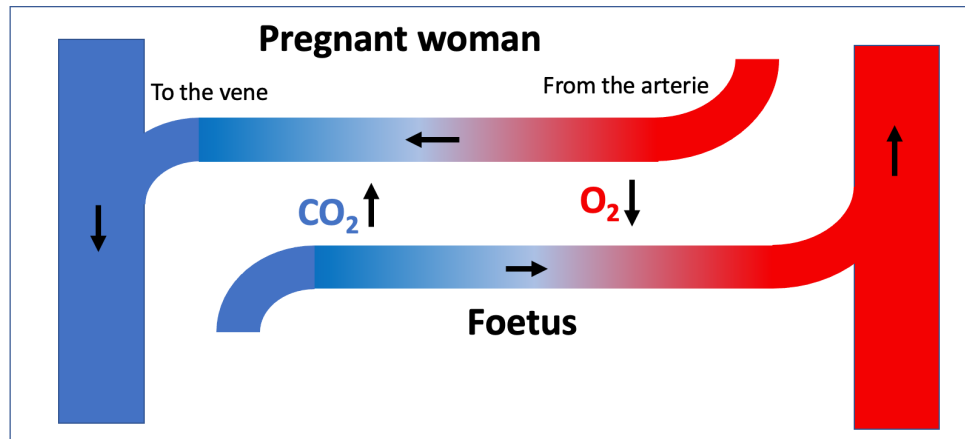 Pregnant woman
To the vene
From the arterie
CO₂
O₂
Foetus